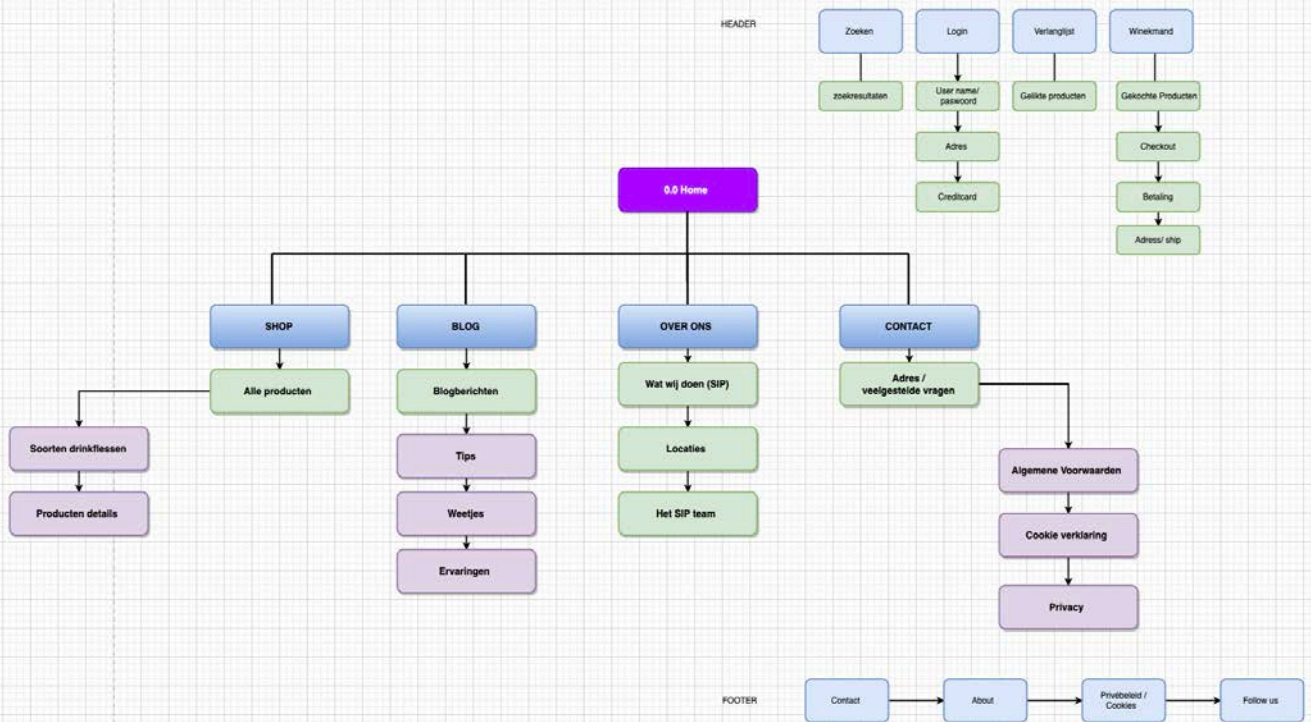 HEADER
Zoeken
Login
Verlanglijst
Winekmand
zoekresultaten
User name/
paswoord
Gelikte producten
Gekochte Producten
Adres
Checkout
Creditcard
Betaling
Adress/ ship
0.0 Home
SHOP
BLOG
OVER ONS
CONTACT
Alle producten
Blogberichten
Wat wij doen (SIP)
Adres /
veelgestelde vragen
Soorten drinkflessen
Tips
Locaties
Algemene Voorwaarden
Producten details
Weetjes
Het SIP team
Cookie verklaring
Ervaringen
Privacy
FOOTER
Contact
About
Privébeleid /
Cookies
Follow us